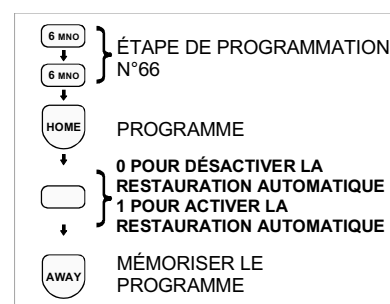 6 MNO
6 MNO
ÉTAPE DE PROGRAMMATION
N°66
HOME
PROGRAMME
0 POUR DÉSACTIVER LA
RESTAURATION AUTOMATIQUE
1 POUR ACTIVER LA
RESTAURATION AUTOMATIQUE
AWAY
MÉMORISER LE
PROGRAMME